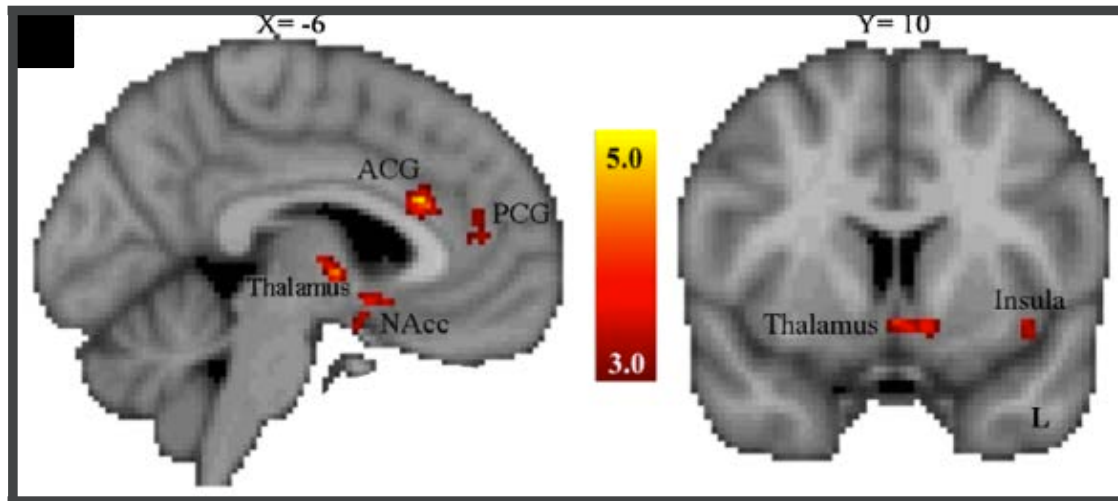 X= -6
Y= 10
ACG
PCG
Thalamus
NAcc
5.0
3.0
Insula
Thalamus
L